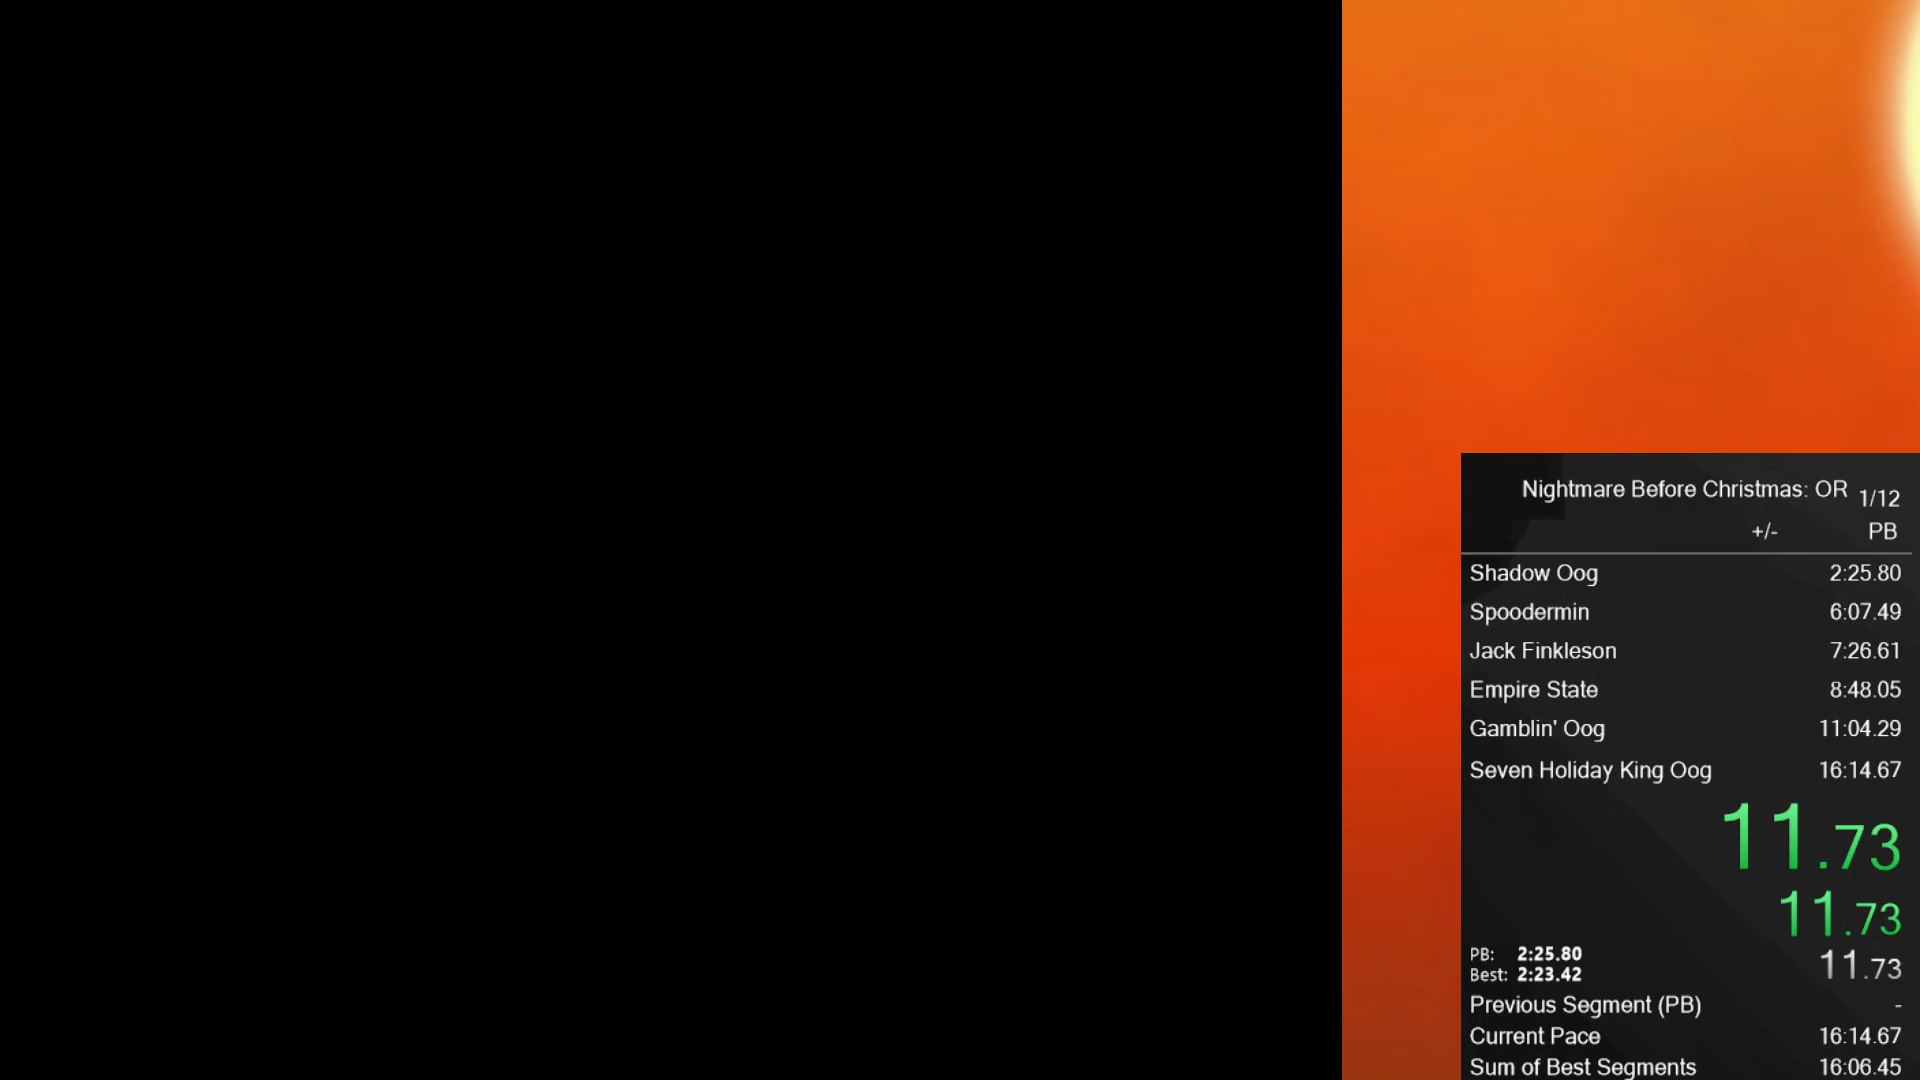 Nightmare Before Christmas: OR 1/12
+/- PB
Shadow Oog 2:25.80
Spoodermin 6:07.49
Jack Finkleson 7:26.61
Empire State 8:48.05
Gamblin' Oog 11:04.29
Seven Holiday King Oog 16:14.67
11.73
11.73
PB: 2:25.80
Best: 2:23.42 11.73
Previous Segment (PB) -
Current Pace 16:14.67
Sum of Best Segments 16:06.45